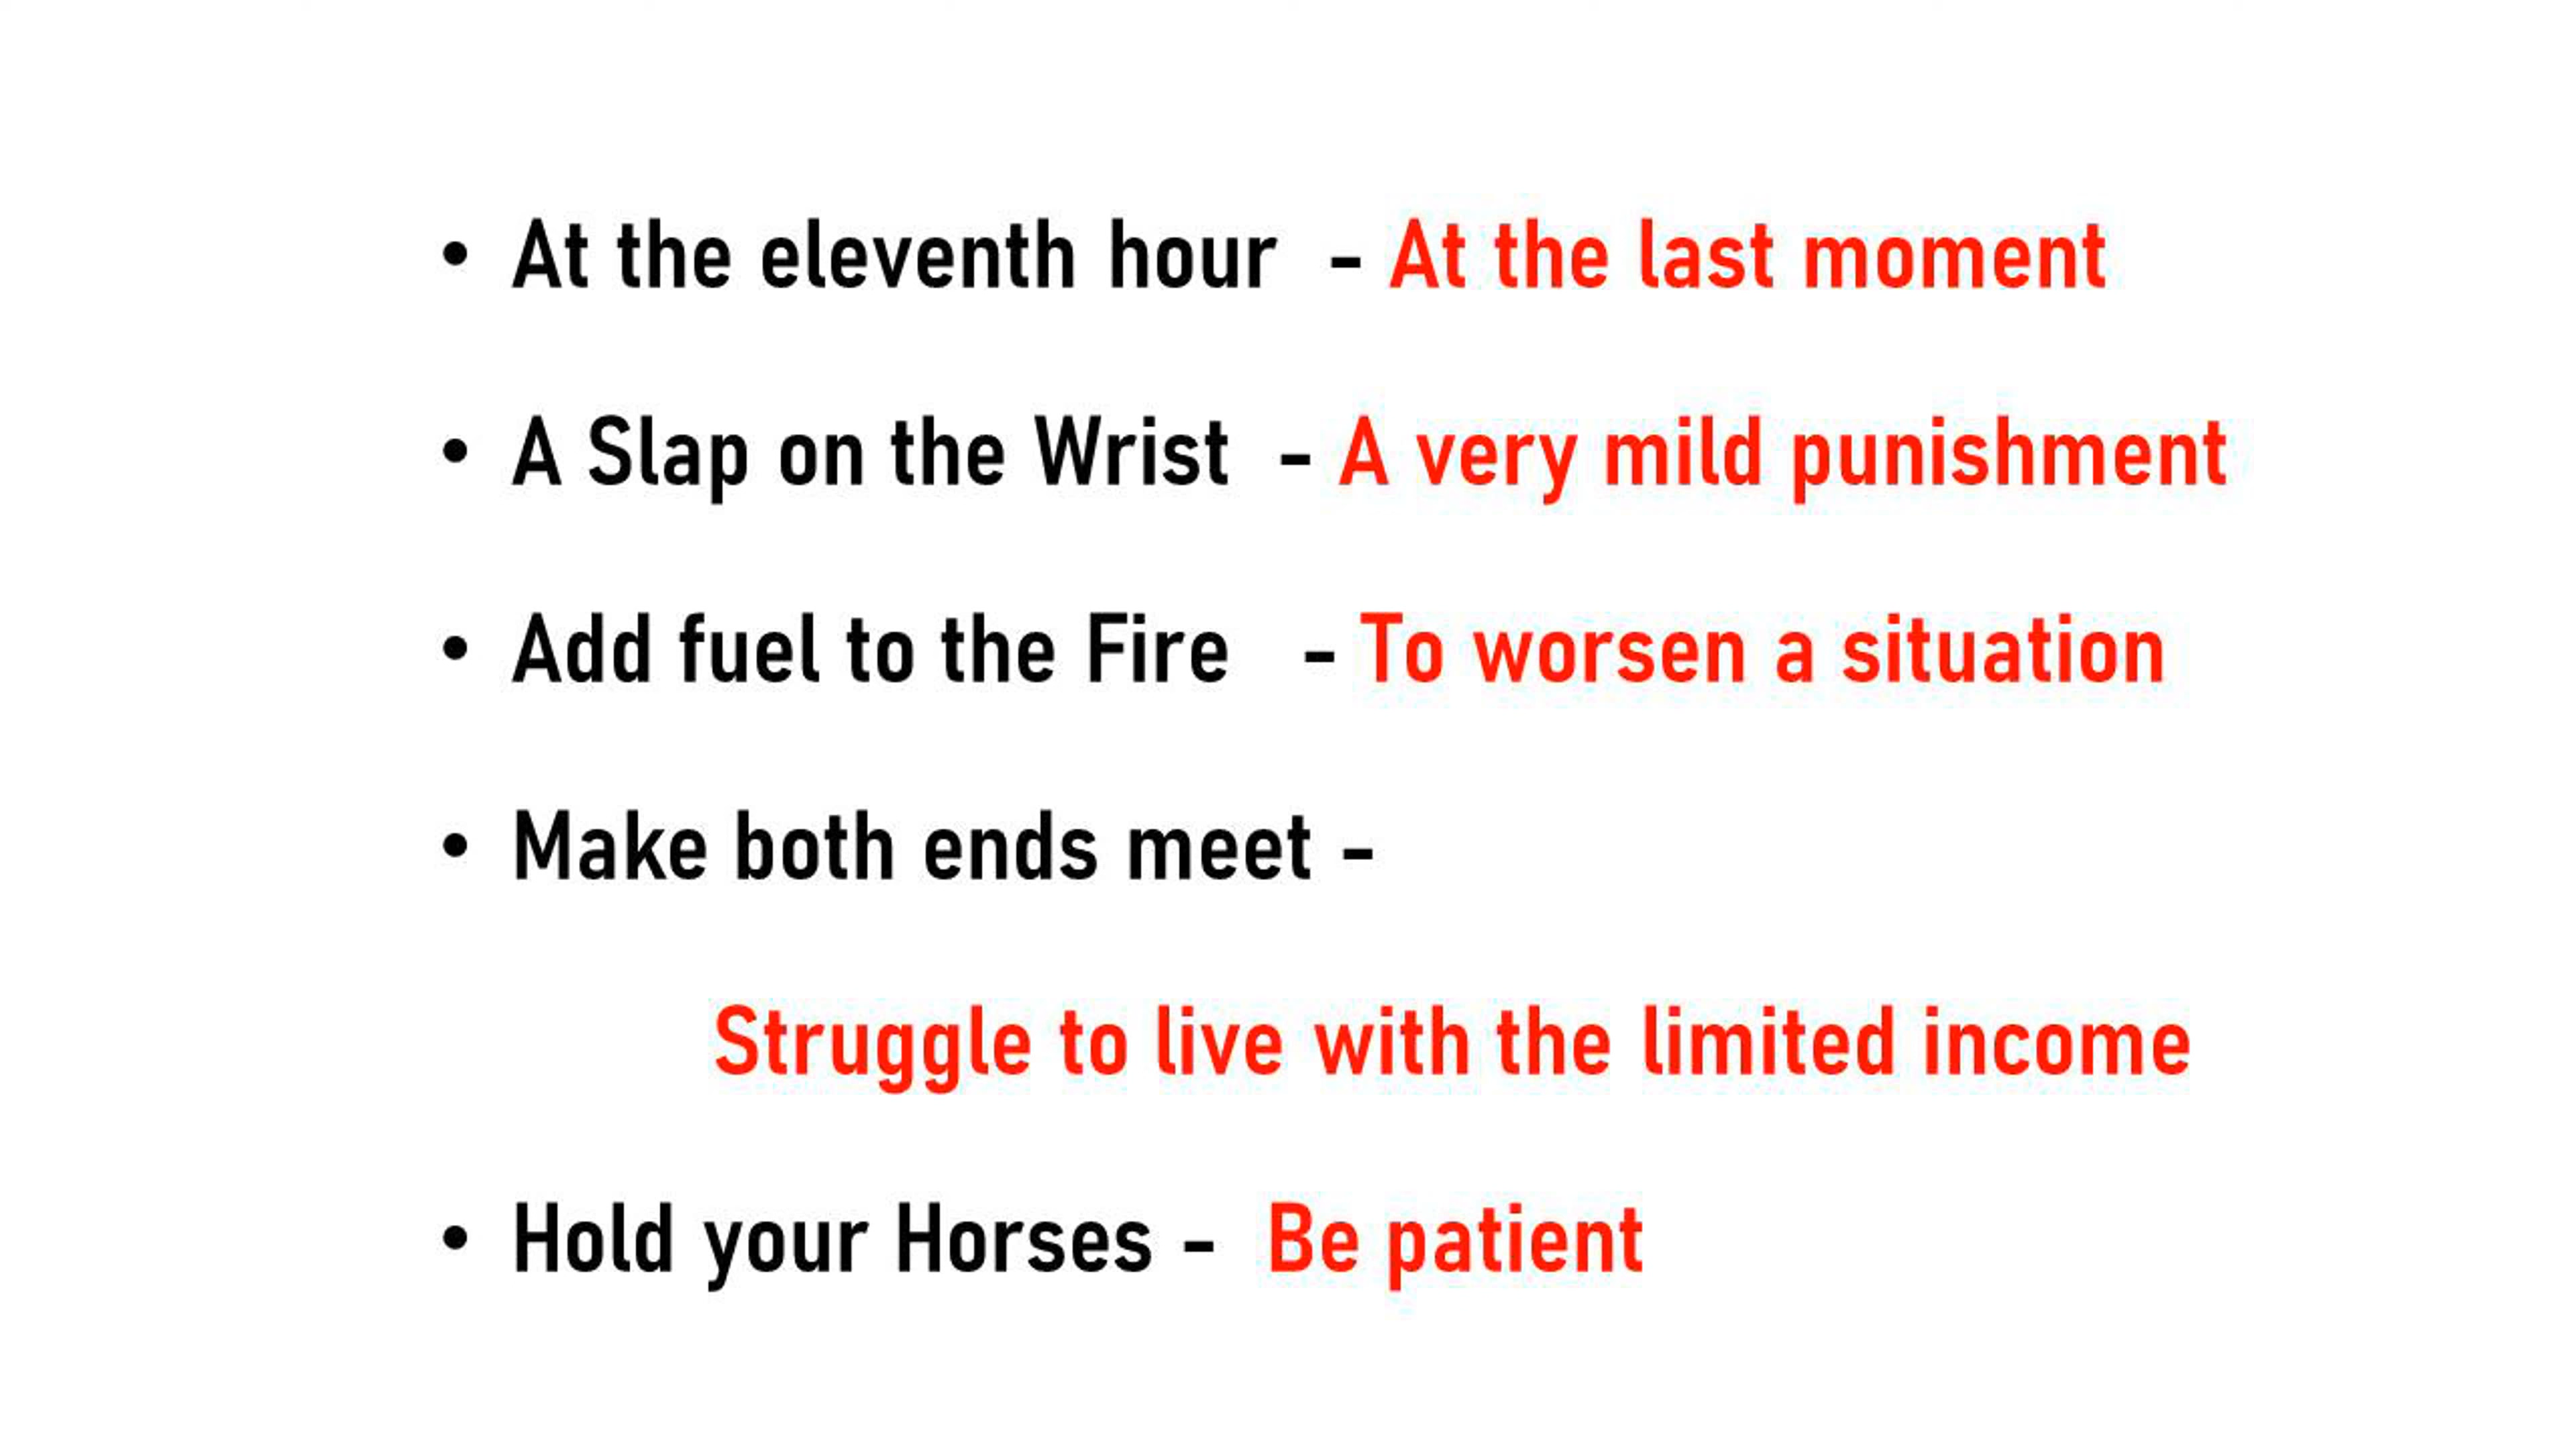 • At the eleventh hour - At the last moment
• A Slap on the Wrist - A very mild punishment
• Add fuel to the Fire - To worsen a situation
• Make both ends meet -
Struggle to live with the limited income
• Hold your Horses - Be patient